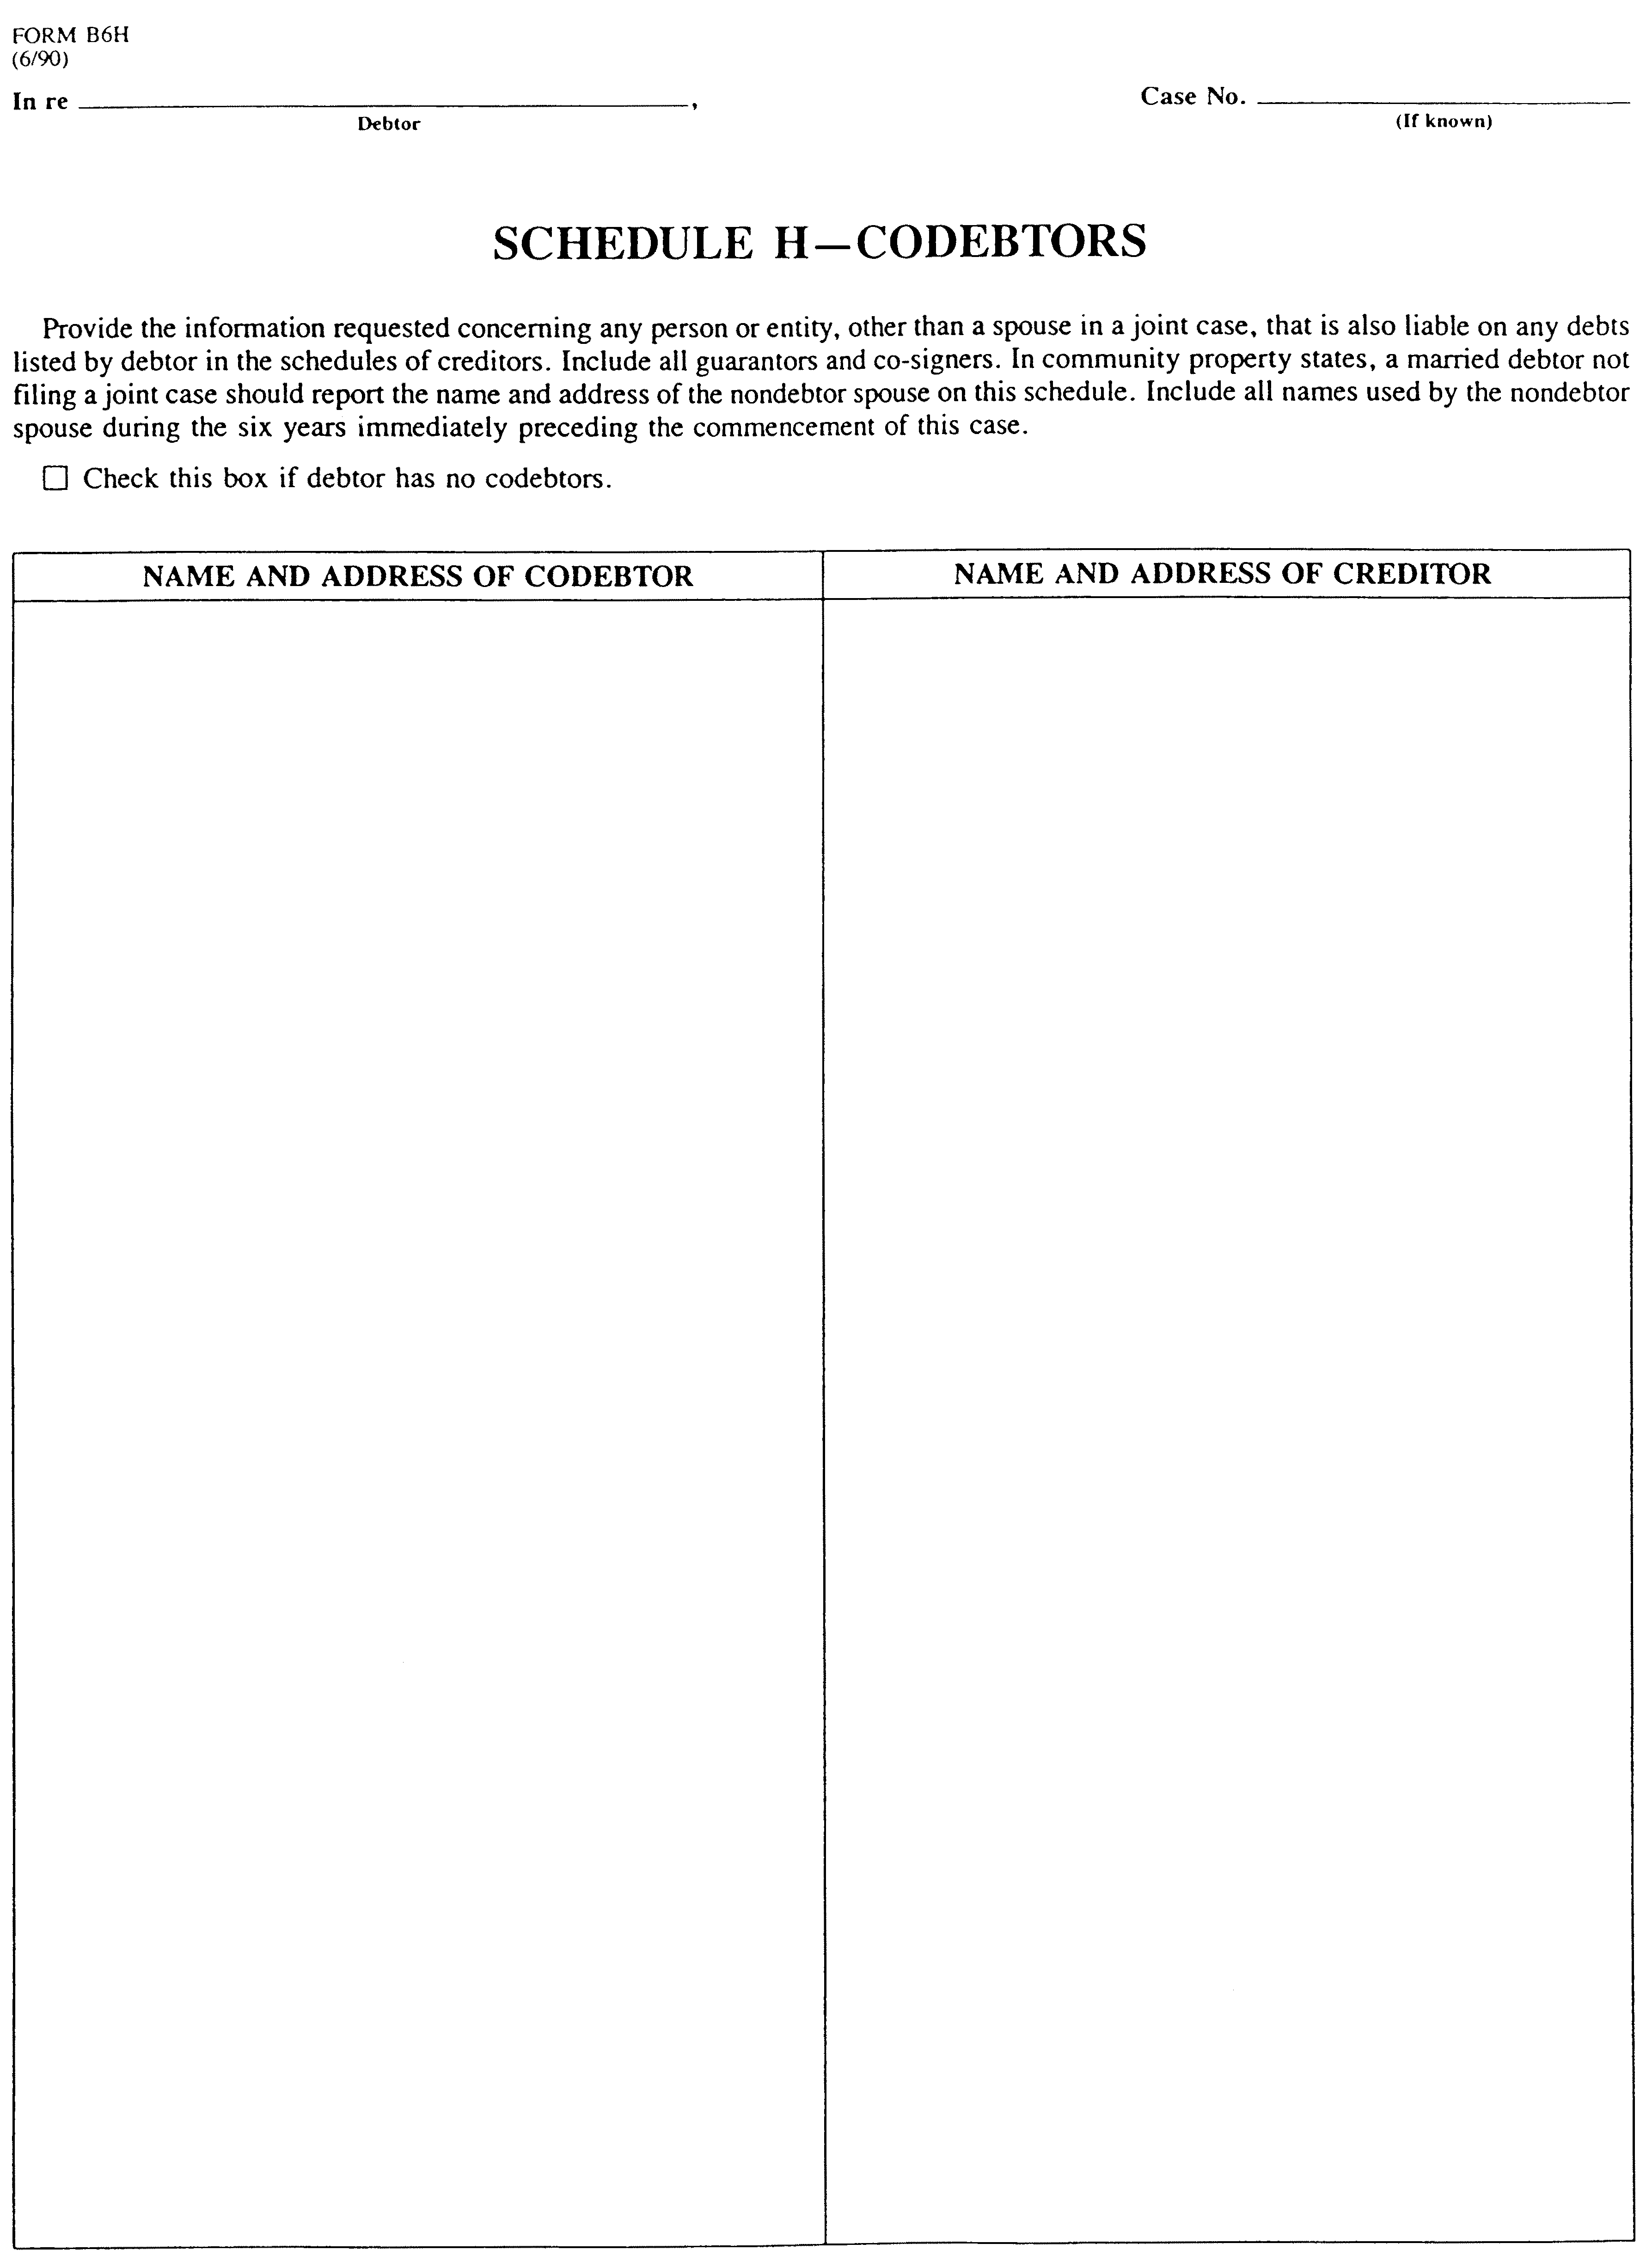 FORM B6H
(6/90)
In re ____________________, Case No. ____________________
Debtor (If known)
SCHEDULE H—CODEBTORS
Provide the information requested concerning any person or entity, other than a spouse in a joint case, that is also liable on any debts
listed by debtor in the schedules of creditors. Include all guarantors and co-signers. In community property states, a married debtor not
filing a joint case should report the name and address of the nondebtor spouse on this schedule. Include all names used by the nondebtor
spouse during the six years immediately preceding the commencement of this case.
☐ Check this box if debtor has no codebtors.
NAME AND ADDRESS OF CODEBTOR NAME AND ADDRESS OF CREDITOR